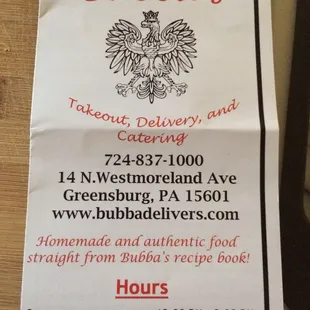 Takeout, Delivery, and
Catering
724-837-1000
14 N.Westmoreland Ave
Greensburg, PA 15601
www.bubbadelivers.com
Homemade and authentic food
straight from Bubba's recipe book!
Hours